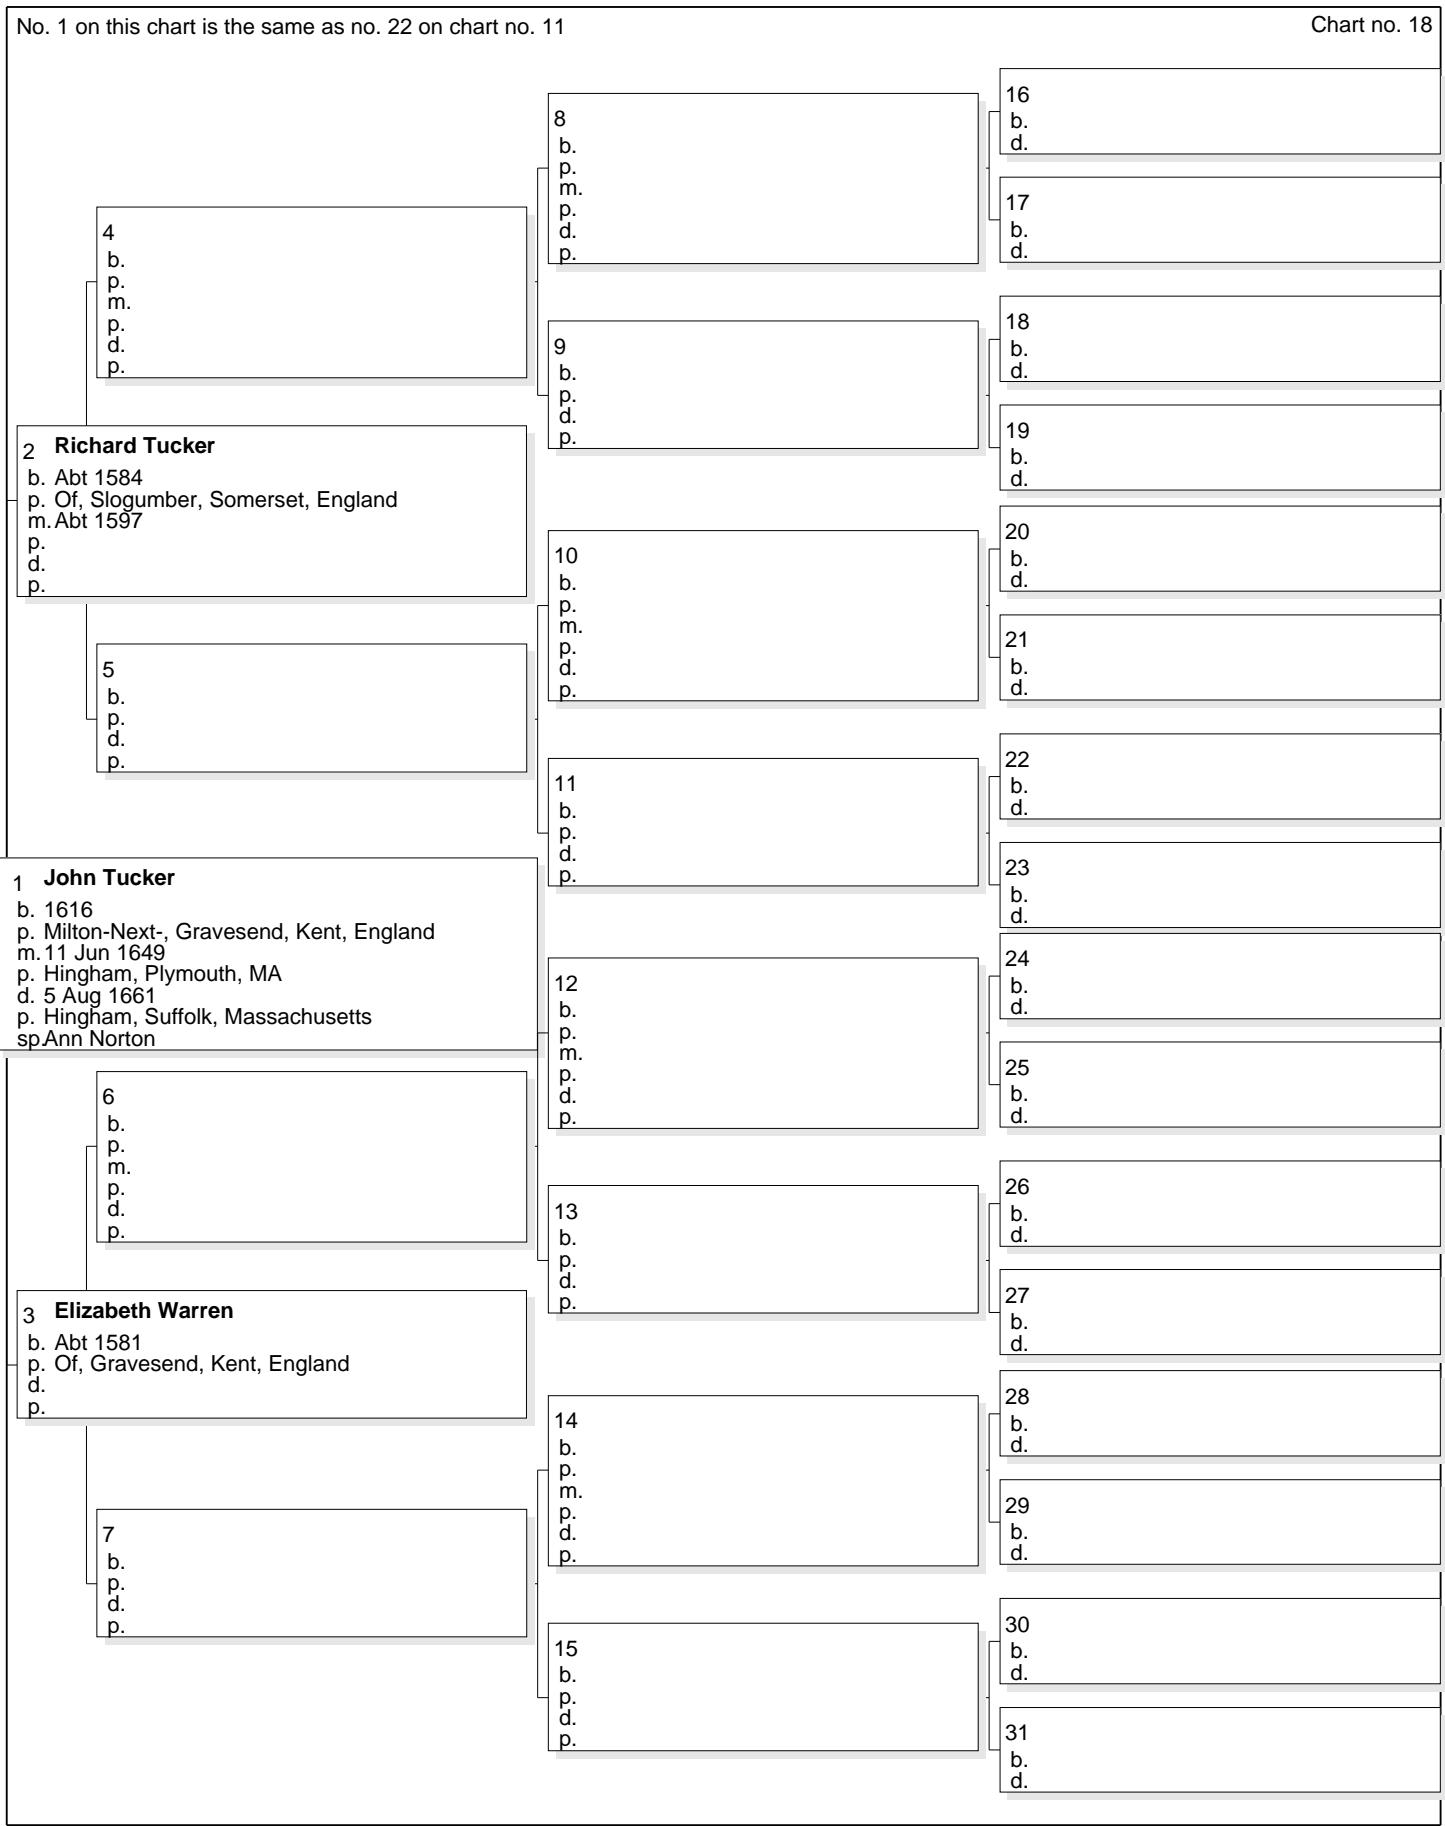 No. 1 on this chart is the same as no. 22 on chart no. 11
Chart no. 18
16
b.
d.
8
b.
p.
m.
p.
d.
p.
17
b.
d.
4
b.
p.
m.
p.
d.
p.
18
b.
d.
9
b.
p.
d.
p.
19
b.
d.
2 Richard Tucker
b. Abt 1584
p. Of, Slogumber, Somerset, England
m. Abt 1597
p.
d.
p.
20
b.
d.
10
b.
p.
m.
p.
d.
p.
21
b.
d.
5
b.
p.
d.
p.
22
b.
d.
11
b.
p.
d.
p.
23
b.
d.
1 John Tucker
b. 1616
p. Milton-Next-, Gravesend, Kent, England
m. 11 Jun 1649
p. Hingham, Plymouth, MA
d. 5 Aug 1661
p. Hingham, Suffolk, Massachusetts
sp. Ann Norton
24
b.
d.
12
b.
p.
m.
p.
d.
p.
25
b.
d.
6
b.
p.
m.
p.
d.
p.
26
b.
d.
13
b.
p.
d.
p.
27
b.
d.
3 Elizabeth Warren
b. Abt 1581
p. Of, Gravesend, Kent, England
d.
p.
28
b.
d.
14
b.
p.
m.
p.
d.
p.
29
b.
d.
7
b.
p.
d.
p.
30
b.
d.
15
b.
p.
d.
p.
31
b.
d.